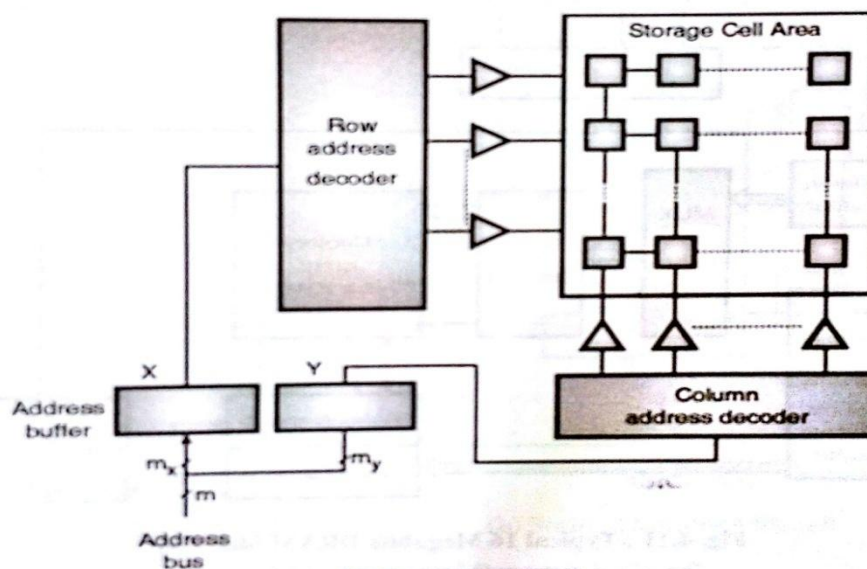 Storage Cell Area
Row
address
decoder
X
Y
Address
buffer
Column
address decoder
mx
my
m
Address
bus